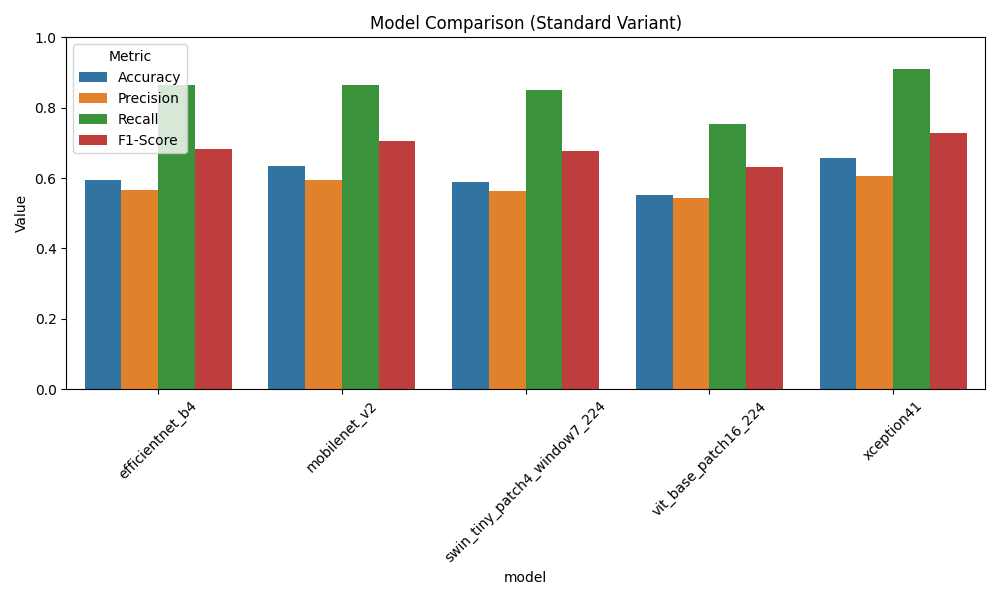 Model Comparison (Standard Variant)
Metric
Accuracy
Precision
Recall
F1-Score
Value
1.0
0.8
0.6
0.4
0.2
0.0
efficientnet_b4
mobilenet_v2
swin_tiny_patch4_window7_224
vit_base_patch16_224
xception41
model